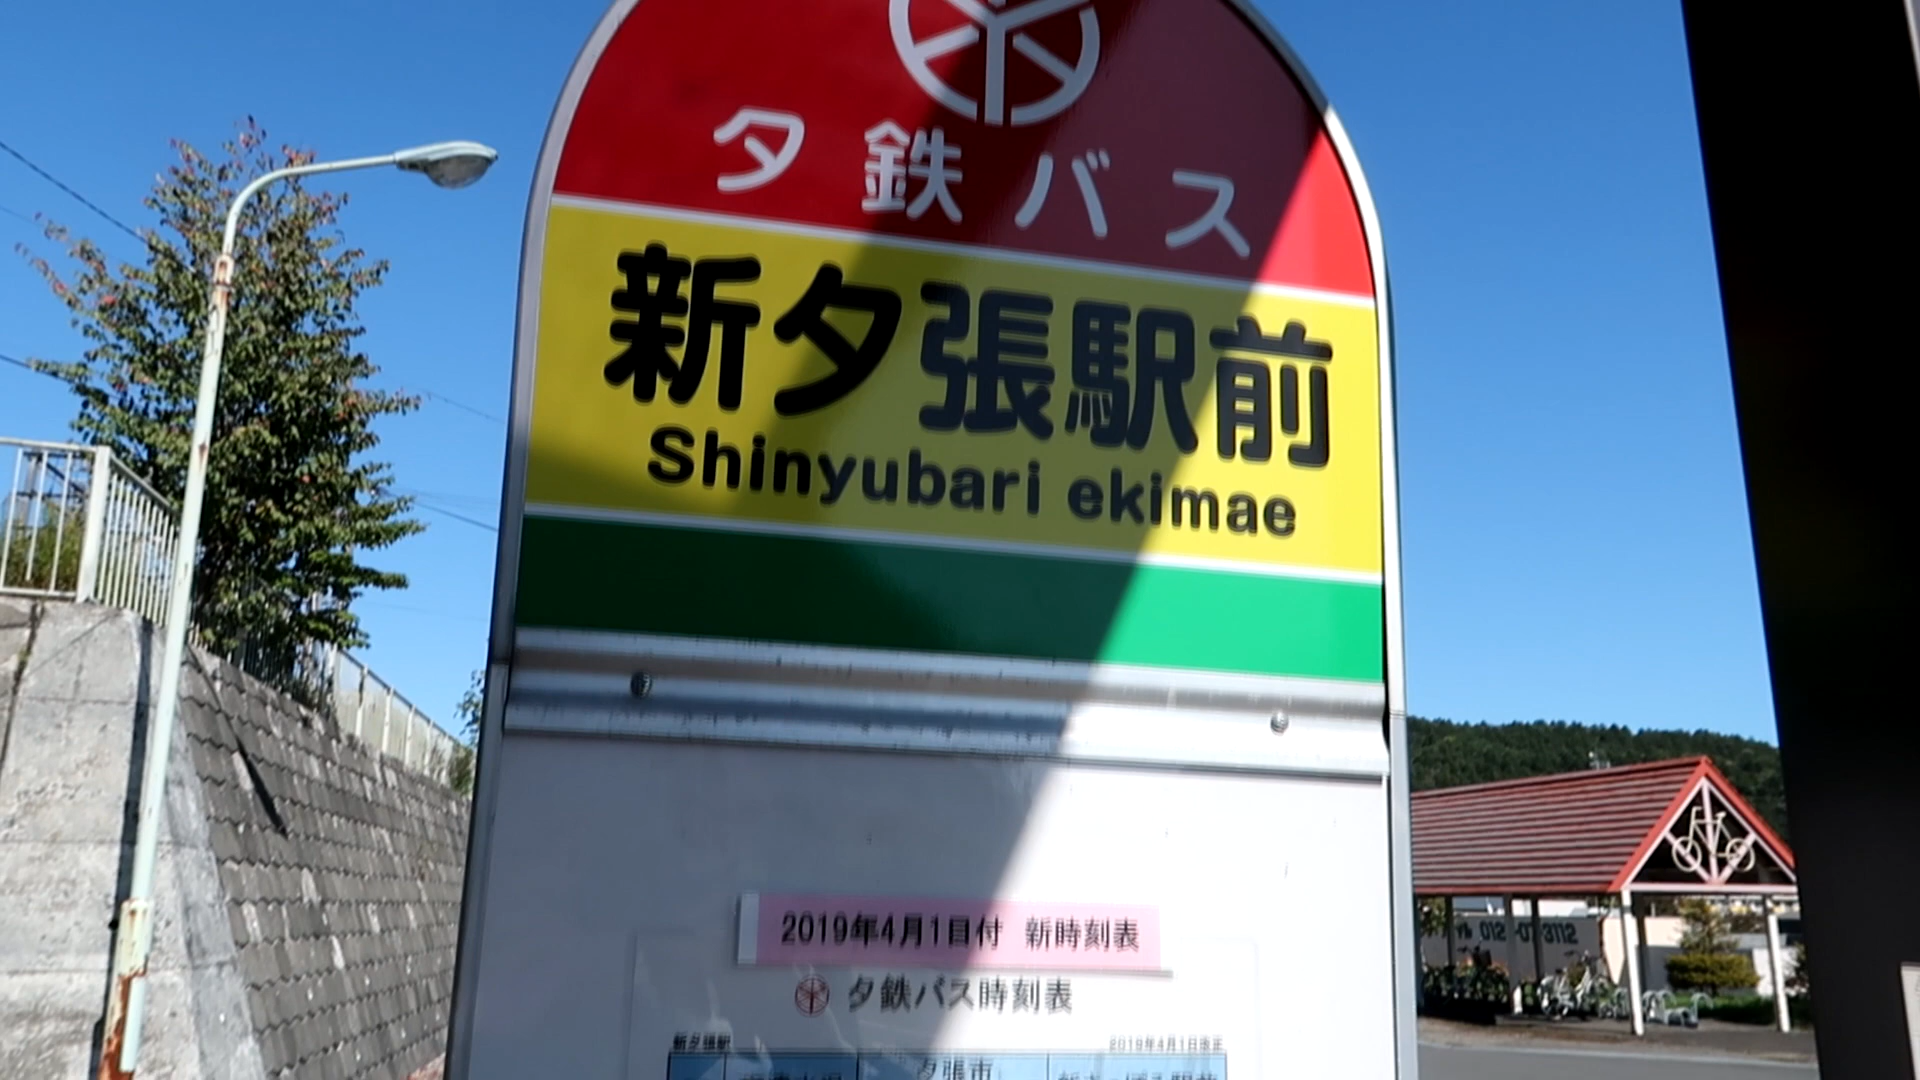 夕鉄バス
新夕張駅前
Shinyubari ekimae
2019年4月1日付 新時刻表
夕鉄バス時刻表
新夕張駅 2019年4月1日改正
夕張市